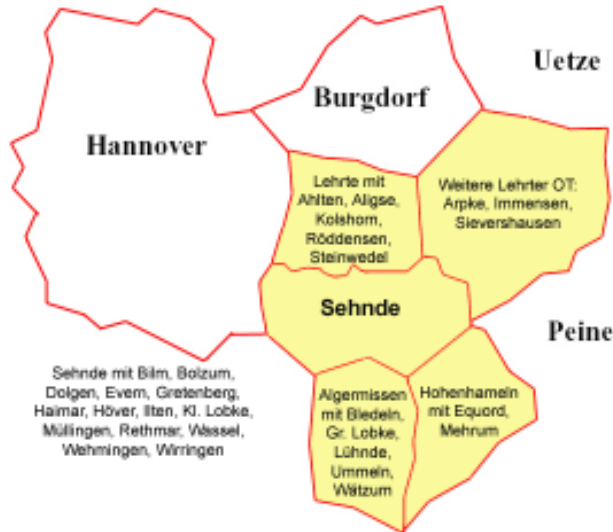 Uetze
Burgdorf
Hannover
Lehrte mit
Ahlten, Aligse,
Kolshorn,
Röddensen,
Steinwedel
Weitere Lehrter OT:
Arpke, Immensen,
Sievershausen
Sehnde
Peine
Sehnde mit Bilm, Bolzum,
Dolgen, Evern, Gretenberg,
Haimar, Höver, Ilten, Kl. Lobke,
Müllingen, Rethmar, Wassel,
Wehmingen, Wirringen
Algermissen
mit Bledeln,
Gr. Lobke,
Lühnde,
Ummeln,
Wätzum
Hohenhameln
mit Equord,
Mehrum